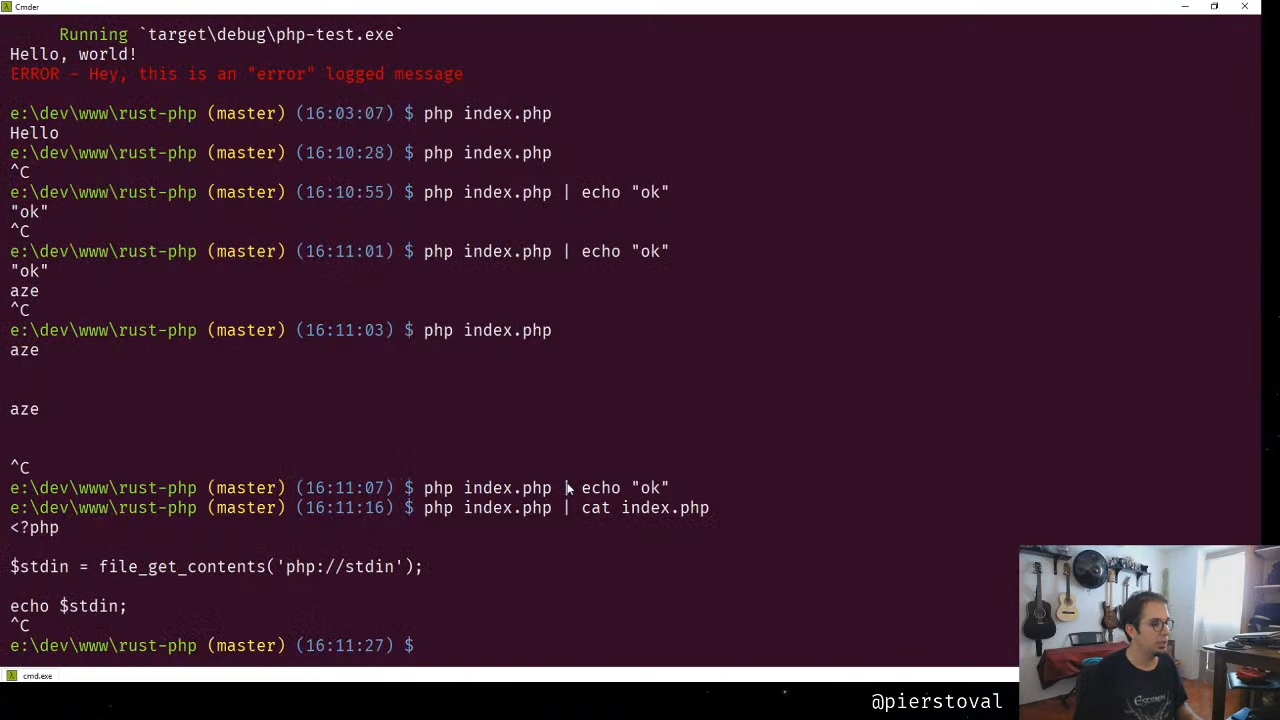 Cmder
Running `target\debug\php-test.exe`
Hello, world!
ERROR - Hey, this is an "error" logged message
e:\dev\www\rust-php (master) (16:03:07) $ php index.php
Hello
e:\dev\www\rust-php (master) (16:10:28) $ php index.php
^C
e:\dev\www\rust-php (master) (16:10:55) $ php index.php | echo "ok"
"ok"
^C
e:\dev\www\rust-php (master) (16:11:01) $ php index.php | echo "ok"
"ok"
aze
^C
e:\dev\www\rust-php (master) (16:11:03) $ php index.php
aze
aze
^C
e:\dev\www\rust-php (master) (16:11:07) $ php index.php | echo "ok"
e:\dev\www\rust-php (master) (16:11:16) $ php index.php | cat index.php
<?php
$stdin = file_get_contents('php://stdin');
echo $stdin;
^C
e:\dev\www\rust-php (master) (16:11:27) $
cmd.exe
@pierstoval